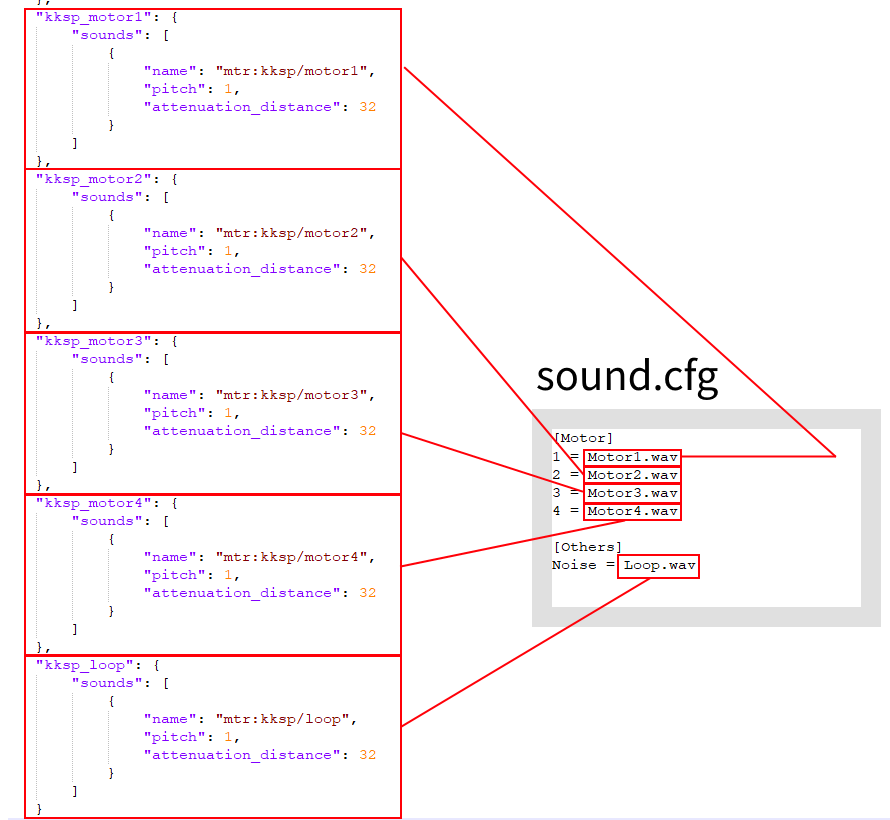 },
"kksp_motor1": {
"sounds": [
{
"name": "mtr:kksp/motor1",
"pitch": 1,
"attenuation_distance": 32
}
]
},
"kksp_motor2": {
"sounds": [
{
"name": "mtr:kksp/motor2",
"pitch": 1,
"attenuation_distance": 32
}
]
},
"kksp_motor3": {
"sounds": [
{
"name": "mtr:kksp/motor3",
"pitch": 1,
"attenuation_distance": 32
}
]
},
"kksp_motor4": {
"sounds": [
{
"name": "mtr:kksp/motor4",
"pitch": 1,
"attenuation_distance": 32
}
]
},
"kksp_loop": {
"sounds": [
{
"name": "mtr:kksp/loop",
"pitch": 1,
"attenuation_distance": 32
}
]
}
sound.cfg
[Motor]
1 = Motor1.wav
2 = Motor2.wav
3 = Motor3.wav
4 = Motor4.wav
[Others]
Noise = Loop.wav